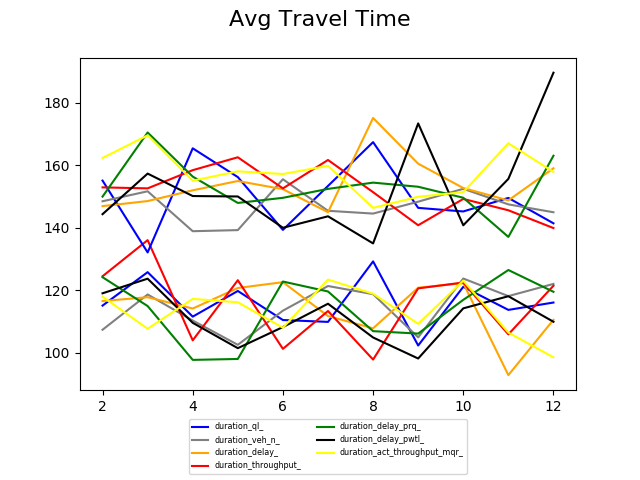 Avg Travel Time
180
160
140
120
100
2 4 6 8 10 12
duration_ql_ duration_delay_prq_
duration_veh_n_ duration_delay_pwtl_
duration_delay_ duration_act_throughput_mqr_
duration_throughput_